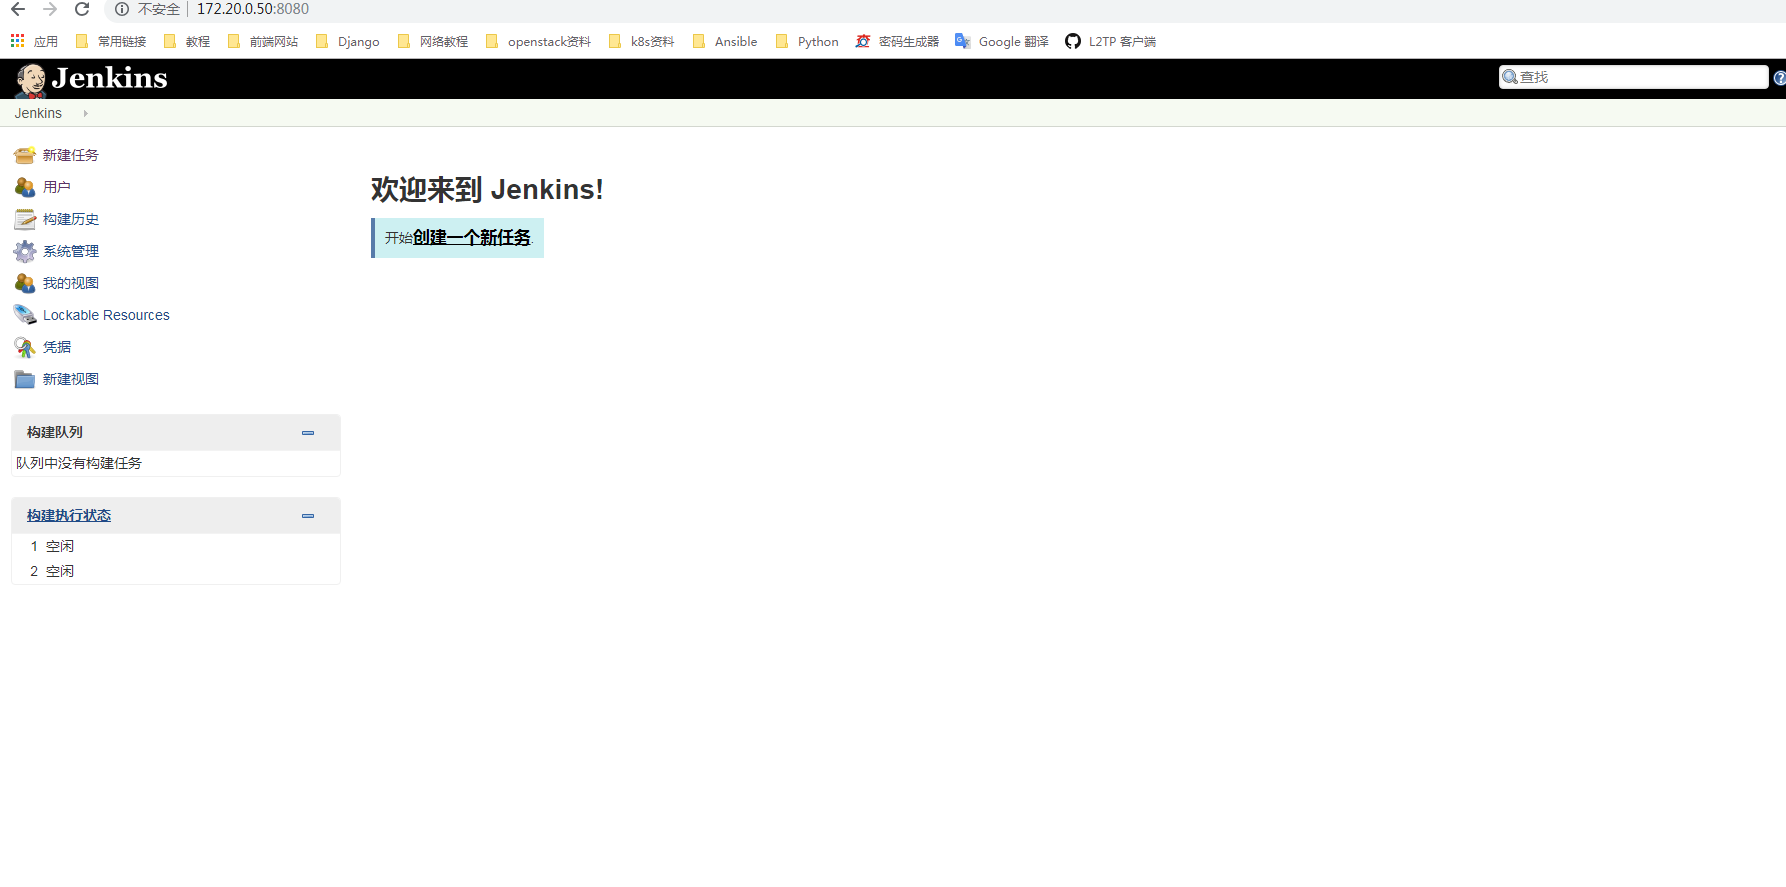 不安全 172.20.0.50:8080
应用 常用链接 教程 前端网站 Django 网络教程 openstack资料 k8s资料 Ansible Python 密码生成器 Google 翻译 L2TP 客户端
Jenkins 查找
Jenkins
新建任务
用户
构建历史
系统管理
我的视图
Lockable Resources
凭据
新建视图
欢迎来到 Jenkins!
开始创建一个新任务.
构建队列
队列中没有构建任务
构建执行状态
1 空闲
2 空闲